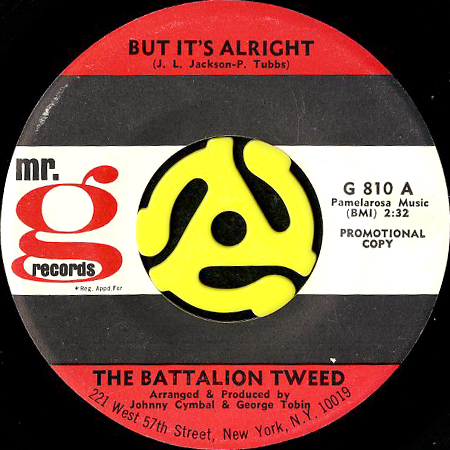 BUT IT'S ALRIGHT
(J. L. Jackson-P. Tubbs)
mr.
g
records
*Reg. Appd.For
G 810 A
Pamelarosa Music
(BMI) 2:32
PROMOTIONAL
COPY
THE BATTALION TWEED
Arranged & Produced by
Johnny Cymbal & George Tobin
221 West 57th Street, New York, N.Y. 10019